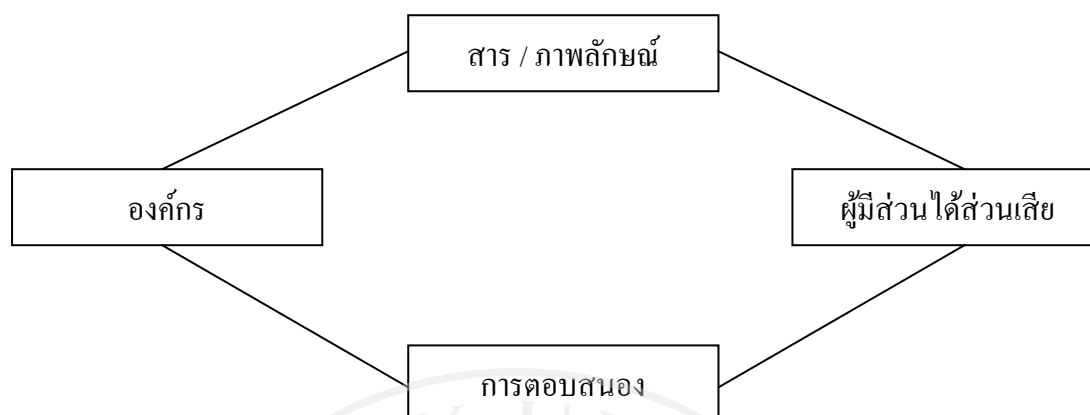 สาร / ภาพลักษณ์
องค์กร
ผู้มีส่วนได้ส่วนเสีย
การตอบสนอง